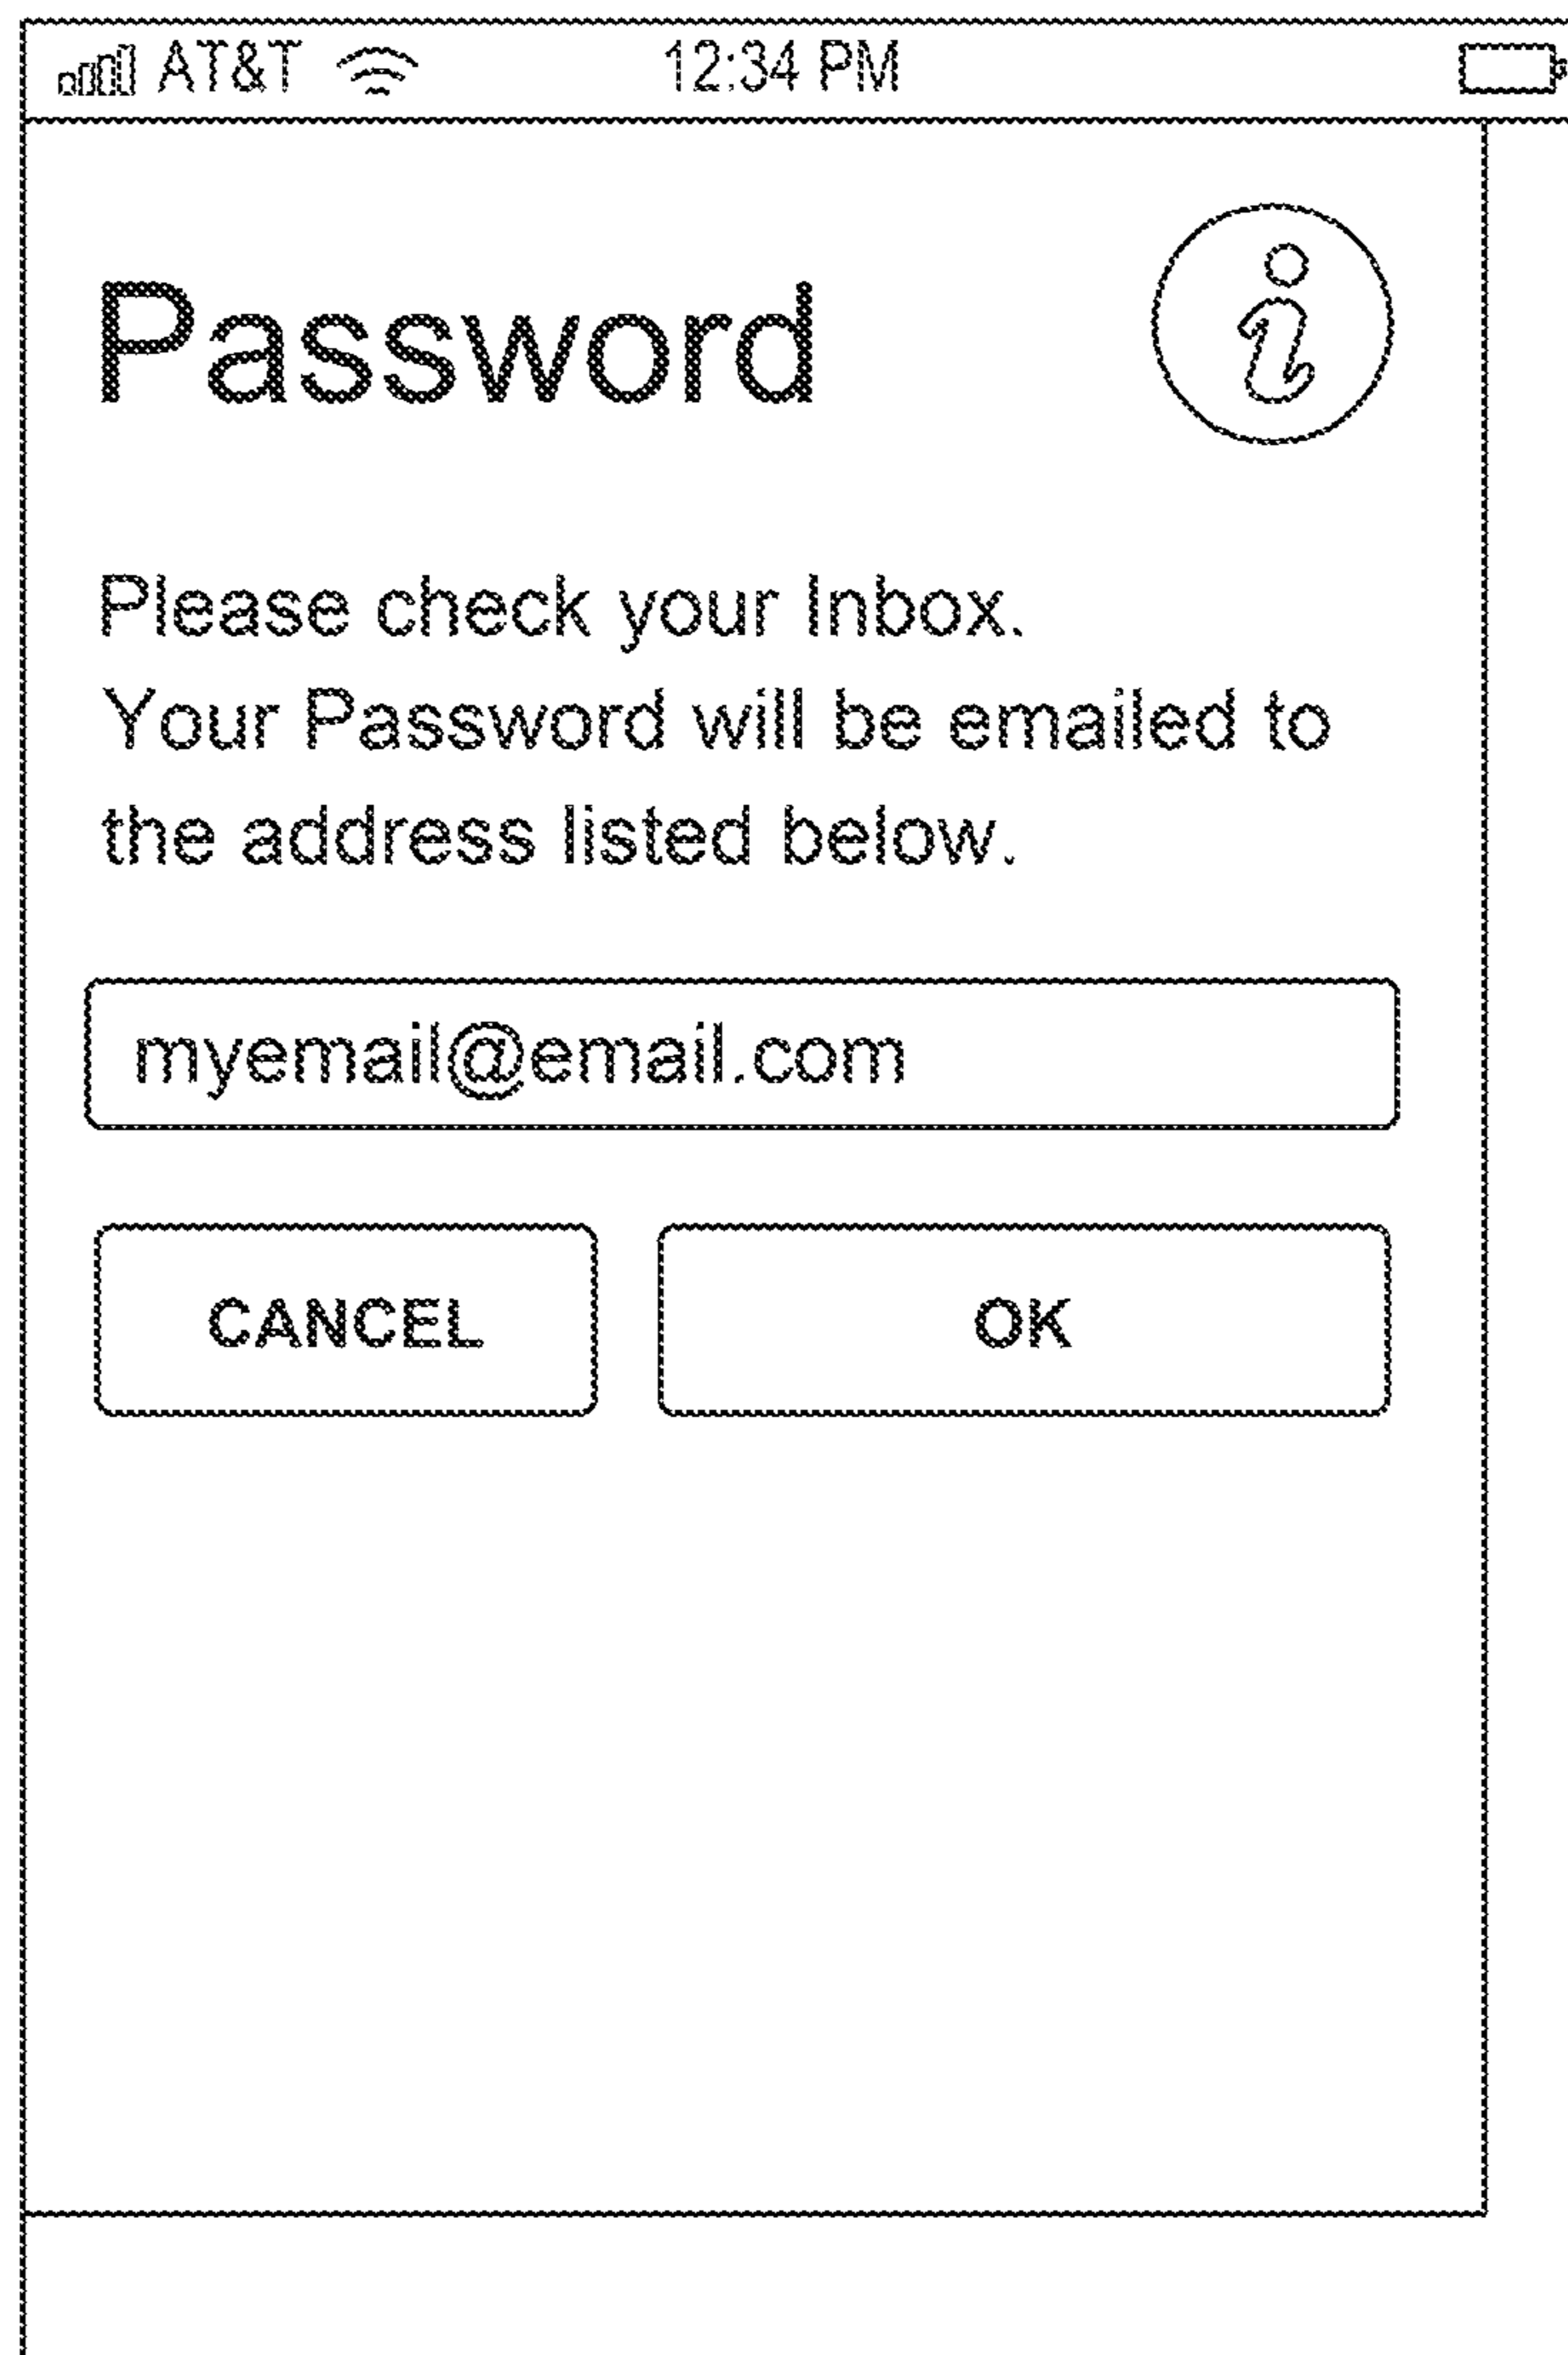 AT&T 12:34 PM
Password
Please check your Inbox.
Your Password will be emailed to
the address listed below.
myemail@email.com
CANCEL OK